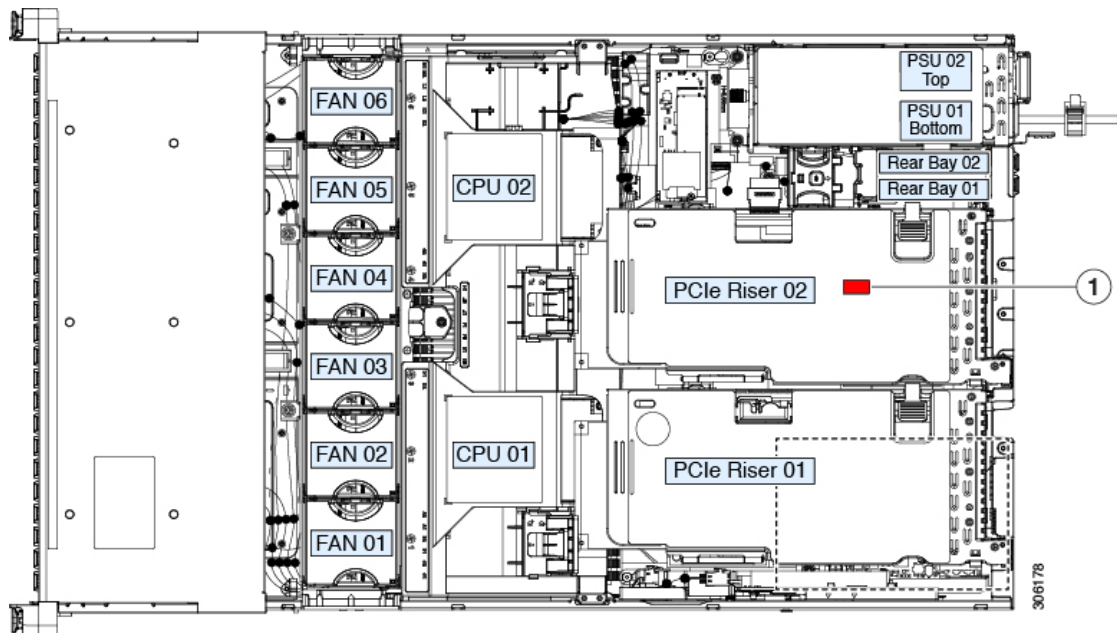 FAN 06
FAN 05
FAN 04
FAN 03
FAN 02
FAN 01
CPU 02
CPU 01
PSU 02
Top
PSU 01
Bottom
Rear Bay 02
Rear Bay 01
PCIe Riser 02
PCIe Riser 01
1
306178